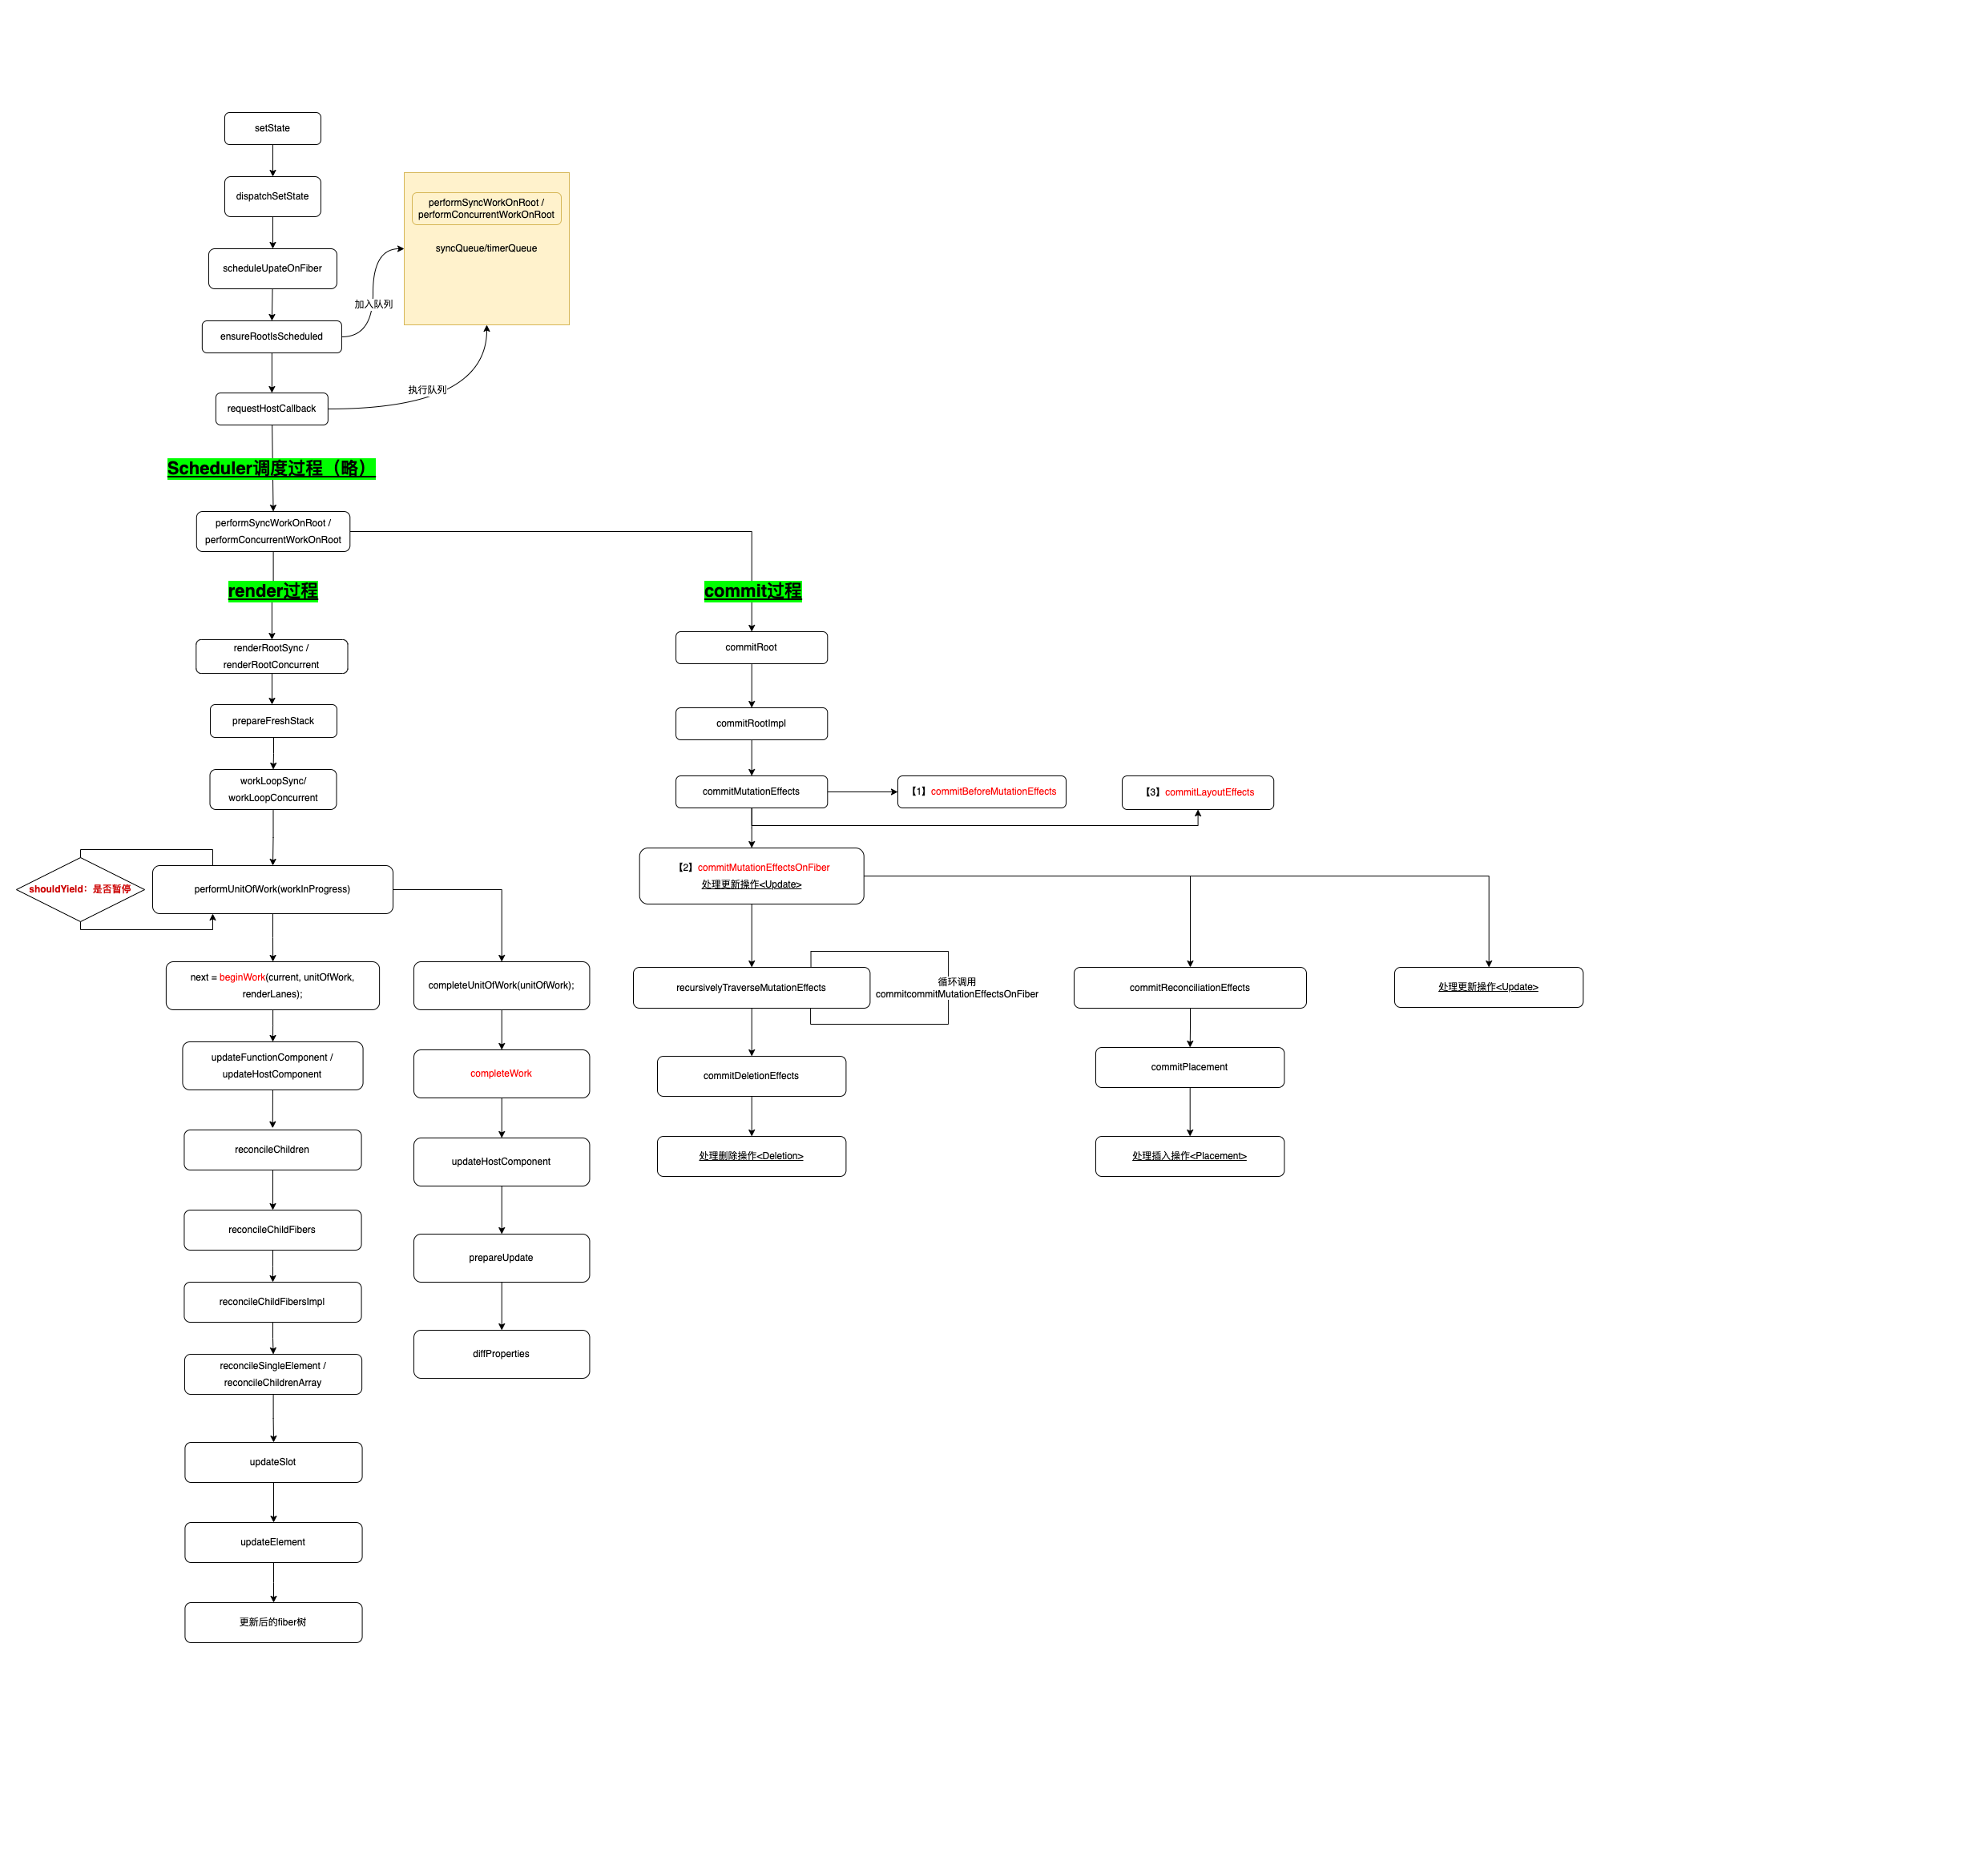 setState
dispatchSetState
scheduleUpateOnFiber
ensureRootIsScheduled
requestHostCallback
加入队列
执行队列
performSyncWorkOnRoot /
performConcurrentWorkOnRoot
syncQueue/timerQueue
Scheduler调度过程（略）
performSyncWorkOnRoot /
performConcurrentWorkOnRoot
render过程
renderRootSync /
renderRootConcurrent
prepareFreshStack
workLoopSync/
workLoopConcurrent
shouldYield：是否暂停
performUnitOfWork(workInProgress)
next = beginWork(current, unitOfWork,
renderLanes);
updateFunctionComponent /
updateHostComponent
reconcileChildren
reconcileChildFibers
reconcileChildFibersImpl
reconcileSingleElement /
reconcileChildrenArray
updateSlot
updateElement
更新后的fiber树
completeUnitOfWork(unitOfWork);
completeWork
updateHostComponent
prepareUpdate
diffProperties
commit过程
commitRoot
commitRootImpl
commitMutationEffects
【1】commitBeforeMutationEffects
【3】commitLayoutEffects
【2】commitMutationEffectsOnFiber
处理更新操作<Update>
recursivelyTraverseMutationEffects
循环调用
commitcommitMutationEffectsOnFiber
commitDeletionEffects
处理删除操作<Deletion>
commitReconciliationEffects
commitPlacement
处理插入操作<Placement>
处理更新操作<Update>